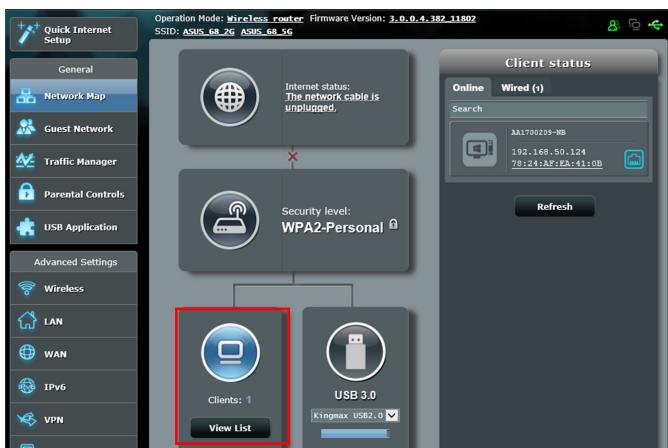 Quick Internet
Setup
Operation Mode: Wireless router Firmware Version: 3.0.0.4.382_11802
SSID: ASUS_68_2G ASUS_68_5G
General
Network Map
Guest Network
Traffic Manager
Parental Controls
USB Application
Advanced Settings
Wireless
LAN
WAN
IPv6
VPN
Internet status:
The network cable is
unplugged.
Security level:
WPA2-Personal
Clients: 1
View List
USB 3.0
Kingmax USB2.0
Client status
Online Wired (1)
Search
AA1700209-NB
192.168.50.124
78:24:AF:EA:41:0B
Refresh